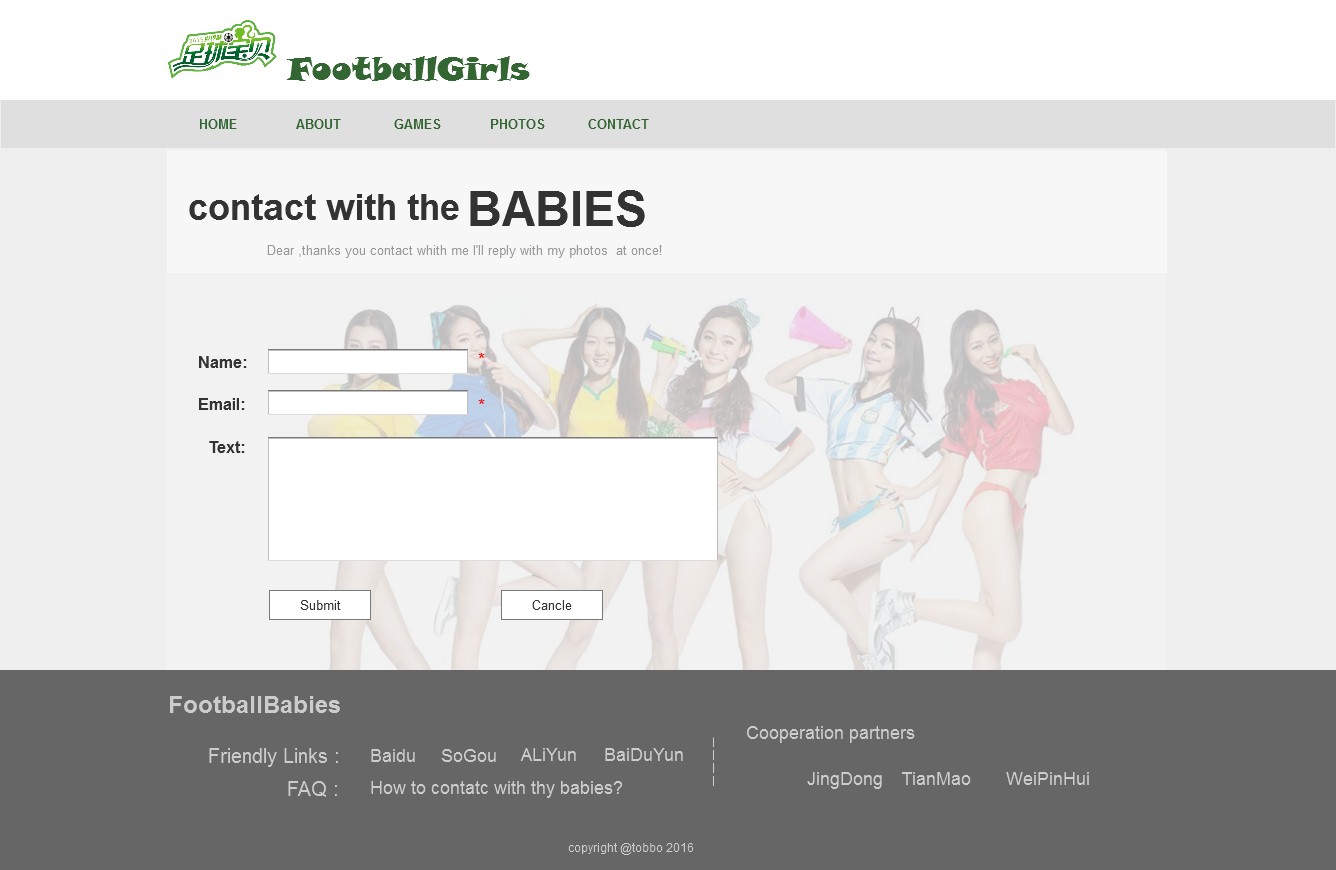 足球宝贝
FootballGirls
HOME ABOUT GAMES PHOTOS CONTACT
contact with the BABIES
Dear ,thanks you contact whith me I'll reply with my photos at once!
Name: *
Email: *
Text:
Submit Cancle
FootballBabies
Cooperation partners
Friendly Links : Baidu SoGou ALiYun BaiDuYun
JingDong TianMao WeiPinHui
FAQ : How to contatc with thy babies?
copyright @tobbo 2016